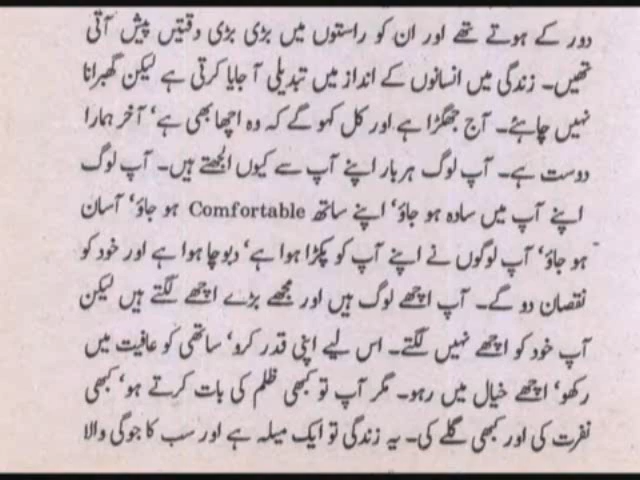 دور کے ہوتے تھے اور ان کو راستوں میں بڑی بڑی دقتیں پیش آتی
تھیں۔ زندگی میں انسانوں کے انداز میں تبدیلی آ جایا کرتی ہے لیکن گھبرانا
نہیں چاہئے۔ آج جھگڑا ہے اور کل کہو گے کہ وہ اچھا بھی ہے‘ آخر ہمارا
دوست ہے۔ آپ لوگ ہربار اپنے آپ سے کیوں الجھتے ہیں۔ آپ لوگ
اپنے آپ میں سادہ ہو جاؤ‘ اپنے ساتھ Comfortable ہو جاؤ‘ آسان
ہو جاؤ‘ آپ لوگوں نے اپنے آپ کو پکڑا ہوا ہے‘ دبوچا ہوا ہے اور خود کو
نقصان دو گے۔ آپ اچھے لوگ ہیں اور مجھے بڑے اچھے لگتے ہیں لیکن
آپ خود کو اچھے نہیں لگتے۔ اس لیے اپنی قدر کرو‘ ساتھی کو عافیت میں
رکھو‘ اچھے خیال میں رہو۔ مگر آپ تو کبھی ظلم کی بات کرتے ہو‘ کبھی
نفرت کی اور کبھی گلے کی۔ یہ زندگی تو ایک میلہ ہے اور سب کا جوگی والا